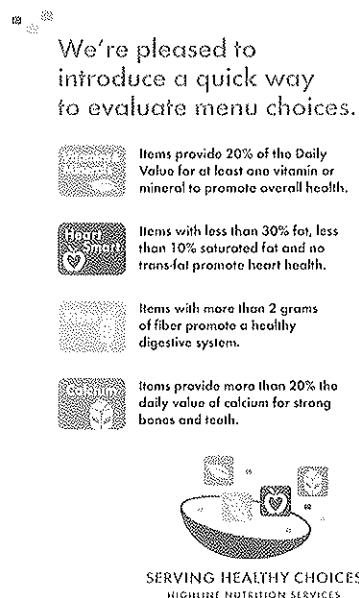 We're pleased to
introduce a quick way
to evaluate menu choices.
Vitamin &
Mineral
Items provide 20% of the Daily
Value for at least one vitamin or
mineral to promote overall health.
Heart
Smart
Items with less than 30% fat, less
than 10% saturated fat and no
trans-fat promote heart health.
Items with more than 2 grams
of fiber promote a healthy
digestive system.
Calcium
Items provide more than 20% the
daily value of calcium for strong
bones and teeth.
SERVING HEALTHY CHOICES
HIGHLINE NUTRITION SERVICES